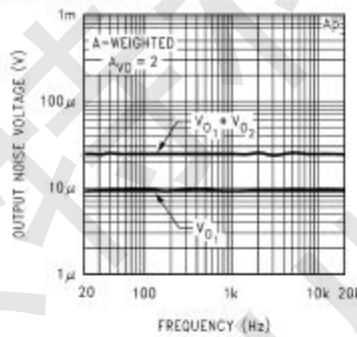 1m
Ap
A-WEIGHTED
AVD = 2
100μ
VO1 + VO2
10μ
VO1
1μ
20 100 1k 10k 20k
FREQUENCY (Hz)
OUTPUT NOISE VOLTAGE (V)